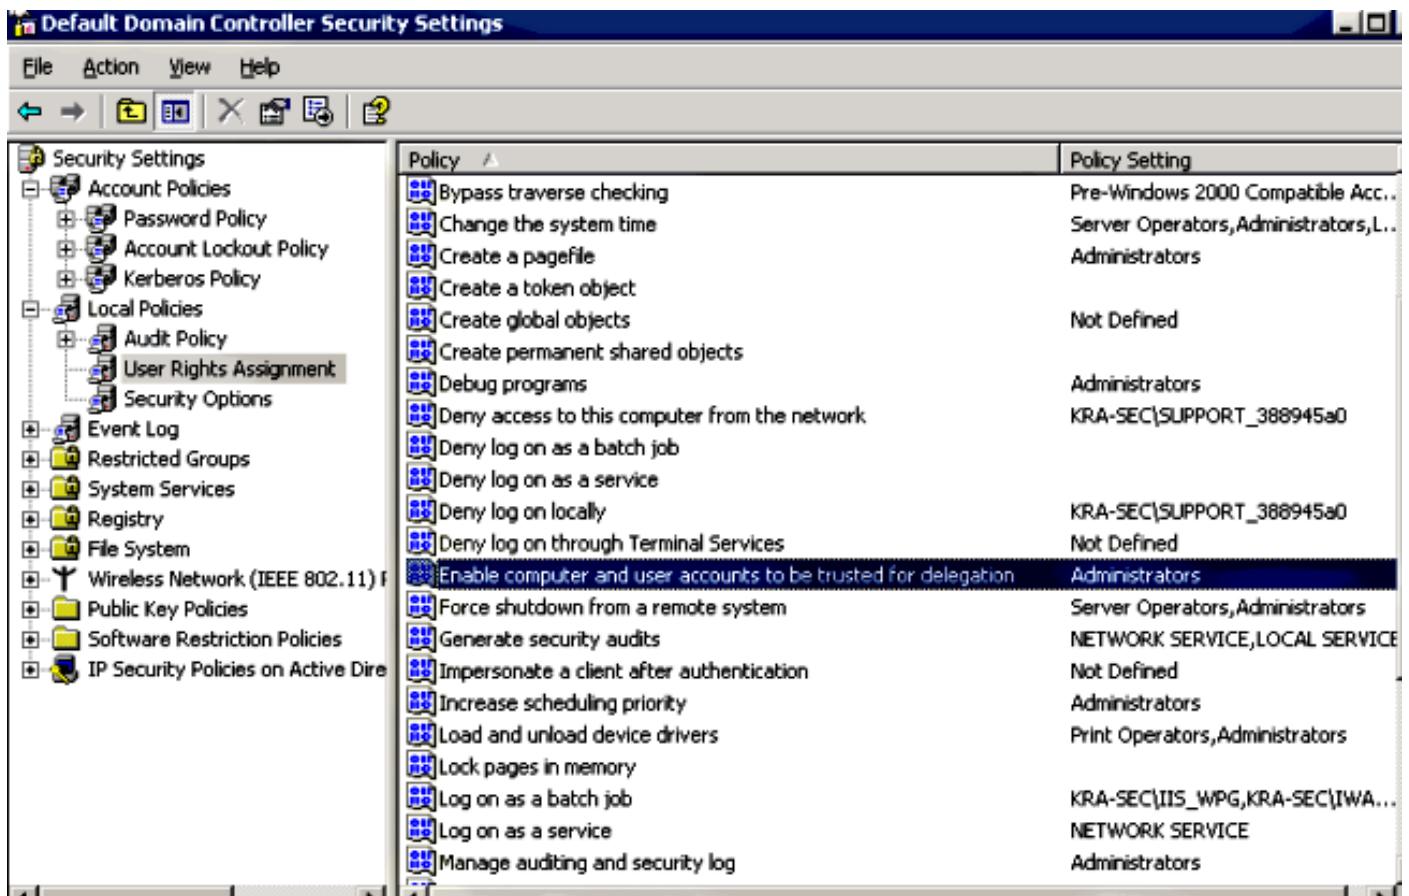 Default Domain Controller Security Settings
File Action View Help
Security Settings
Account Policies
Password Policy
Account Lockout Policy
Kerberos Policy
Local Policies
Audit Policy
User Rights Assignment
Security Options
Event Log
Restricted Groups
System Services
Registry
File System
Wireless Network (IEEE 802.11) P
Public Key Policies
Software Restriction Policies
IP Security Policies on Active Dire
Policy Policy Setting
Bypass traverse checking Pre-Windows 2000 Compatible Acc...
Change the system time Server Operators,Administrators,L...
Create a pagefile Administrators
Create a token object
Create global objects Not Defined
Create permanent shared objects
Debug programs Administrators
Deny access to this computer from the network KRA-SEC\SUPPORT_388945a0
Deny log on as a batch job
Deny log on as a service
Deny log on locally KRA-SEC\SUPPORT_388945a0
Deny log on through Terminal Services Not Defined
Enable computer and user accounts to be trusted for delegation Administrators
Force shutdown from a remote system Server Operators,Administrators
Generate security audits NETWORK SERVICE,LOCAL SERVICE
Impersonate a client after authentication Not Defined
Increase scheduling priority Administrators
Load and unload device drivers Print Operators,Administrators
Lock pages in memory
Log on as a batch job KRA-SEC\IIS_WPG,KRA-SEC\IWA...
Log on as a service NETWORK SERVICE
Manage auditing and security log Administrators